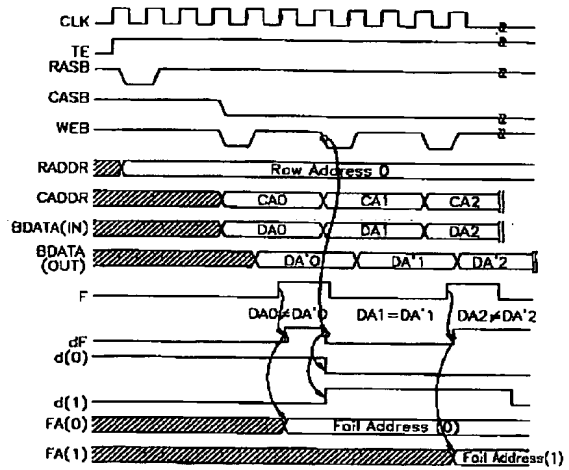 CLK
TE
RASB
CASB
WEB
RADDR Row Address 0
CADDR CA0 CA1 CA2
BDATA(IN) DA0 DA1 DA2
BDATA
(OUT) DA'0 DA'1 DA'2
F
DA0≠DA'0 DA1=DA'1 DA2≠DA'2
dF
d(0)
d(1)
FA(0) Fail Address (0)
FA(1) Fail Address(1)